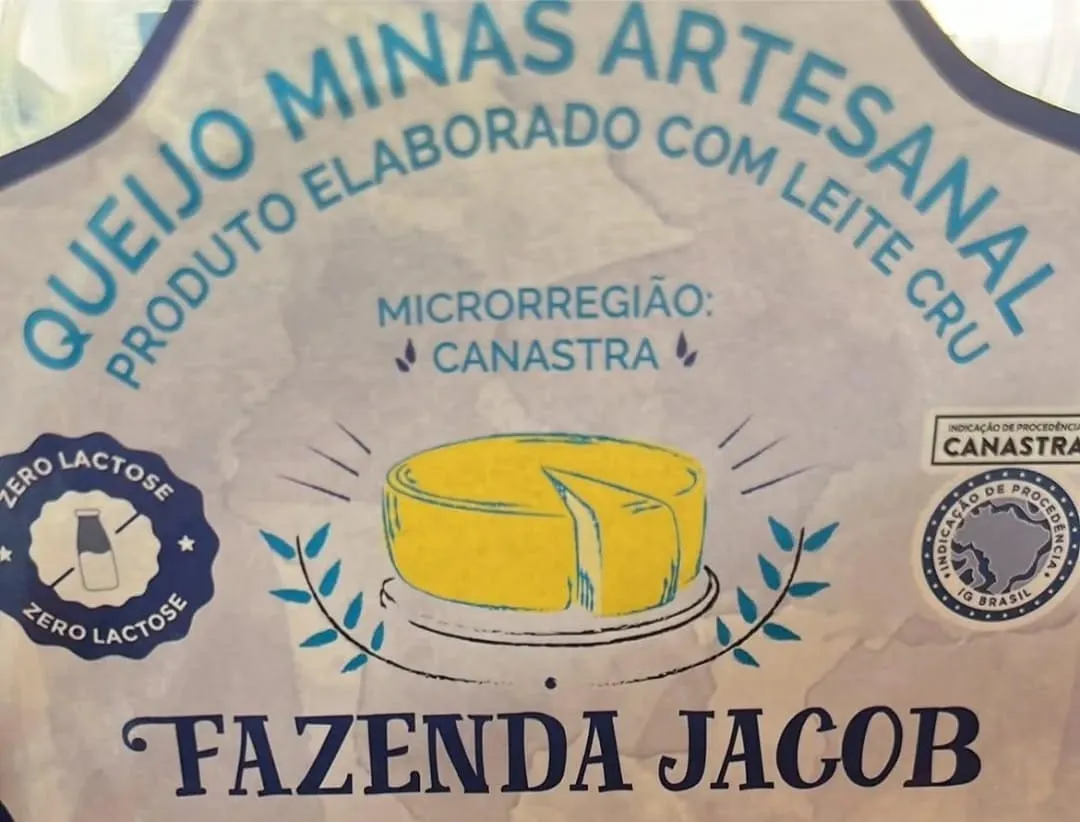 QUEIJO MINAS ARTESANAL
PRODUTO ELABORADO COM LEITE CRU
MICRORREGIÃO:
CANASTRA
ZERO LACTOSE
ZERO LACTOSE
INDICAÇÃO DE PROCEDÊNCIA
CANASTRA
INDICAÇÃO DE PROCEDÊNCIA
IG BRASIL
FAZENDA JACOB